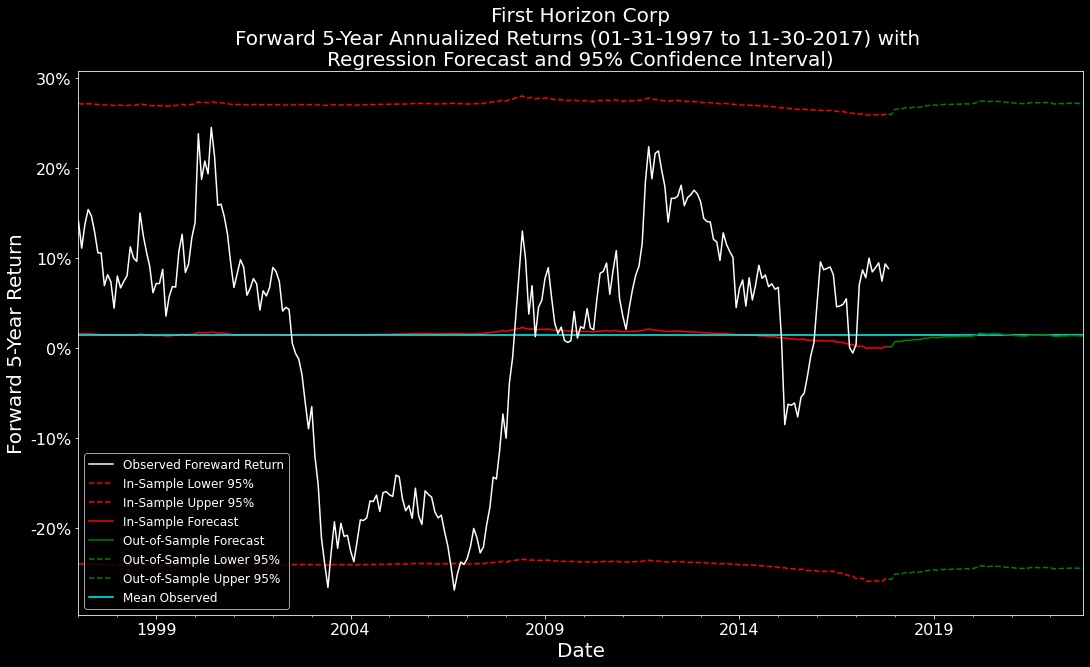 First Horizon Corp
Forward 5-Year Annualized Returns (01-31-1997 to 11-30-2017) with
Regression Forecast and 95% Confidence Interval)
30%
20%
10%
0%
-10%
-20%
Forward 5-Year Return
Observed Foreward Return
In-Sample Lower 95%
In-Sample Upper 95%
In-Sample Forecast
Out-of-Sample Forecast
Out-of-Sample Lower 95%
Out-of-Sample Upper 95%
Mean Observed
1999 2004 2009 2014 2019
Date